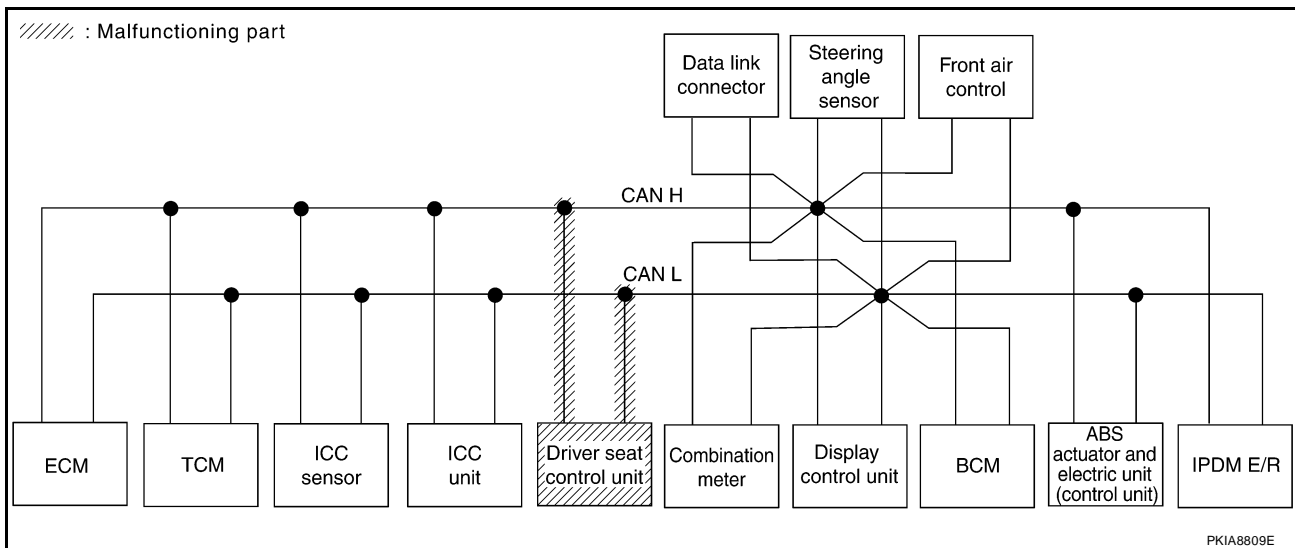 : Malfunctioning part
Data link
connector
Steering
angle
sensor
Front air
control
CAN H
CAN L
ECM
TCM
ICC
sensor
ICC
unit
Driver seat
control unit
Combination
meter
Display
control unit
BCM
ABS
actuator and
electric unit
(control unit)
IPDM E/R
PKIA8809E